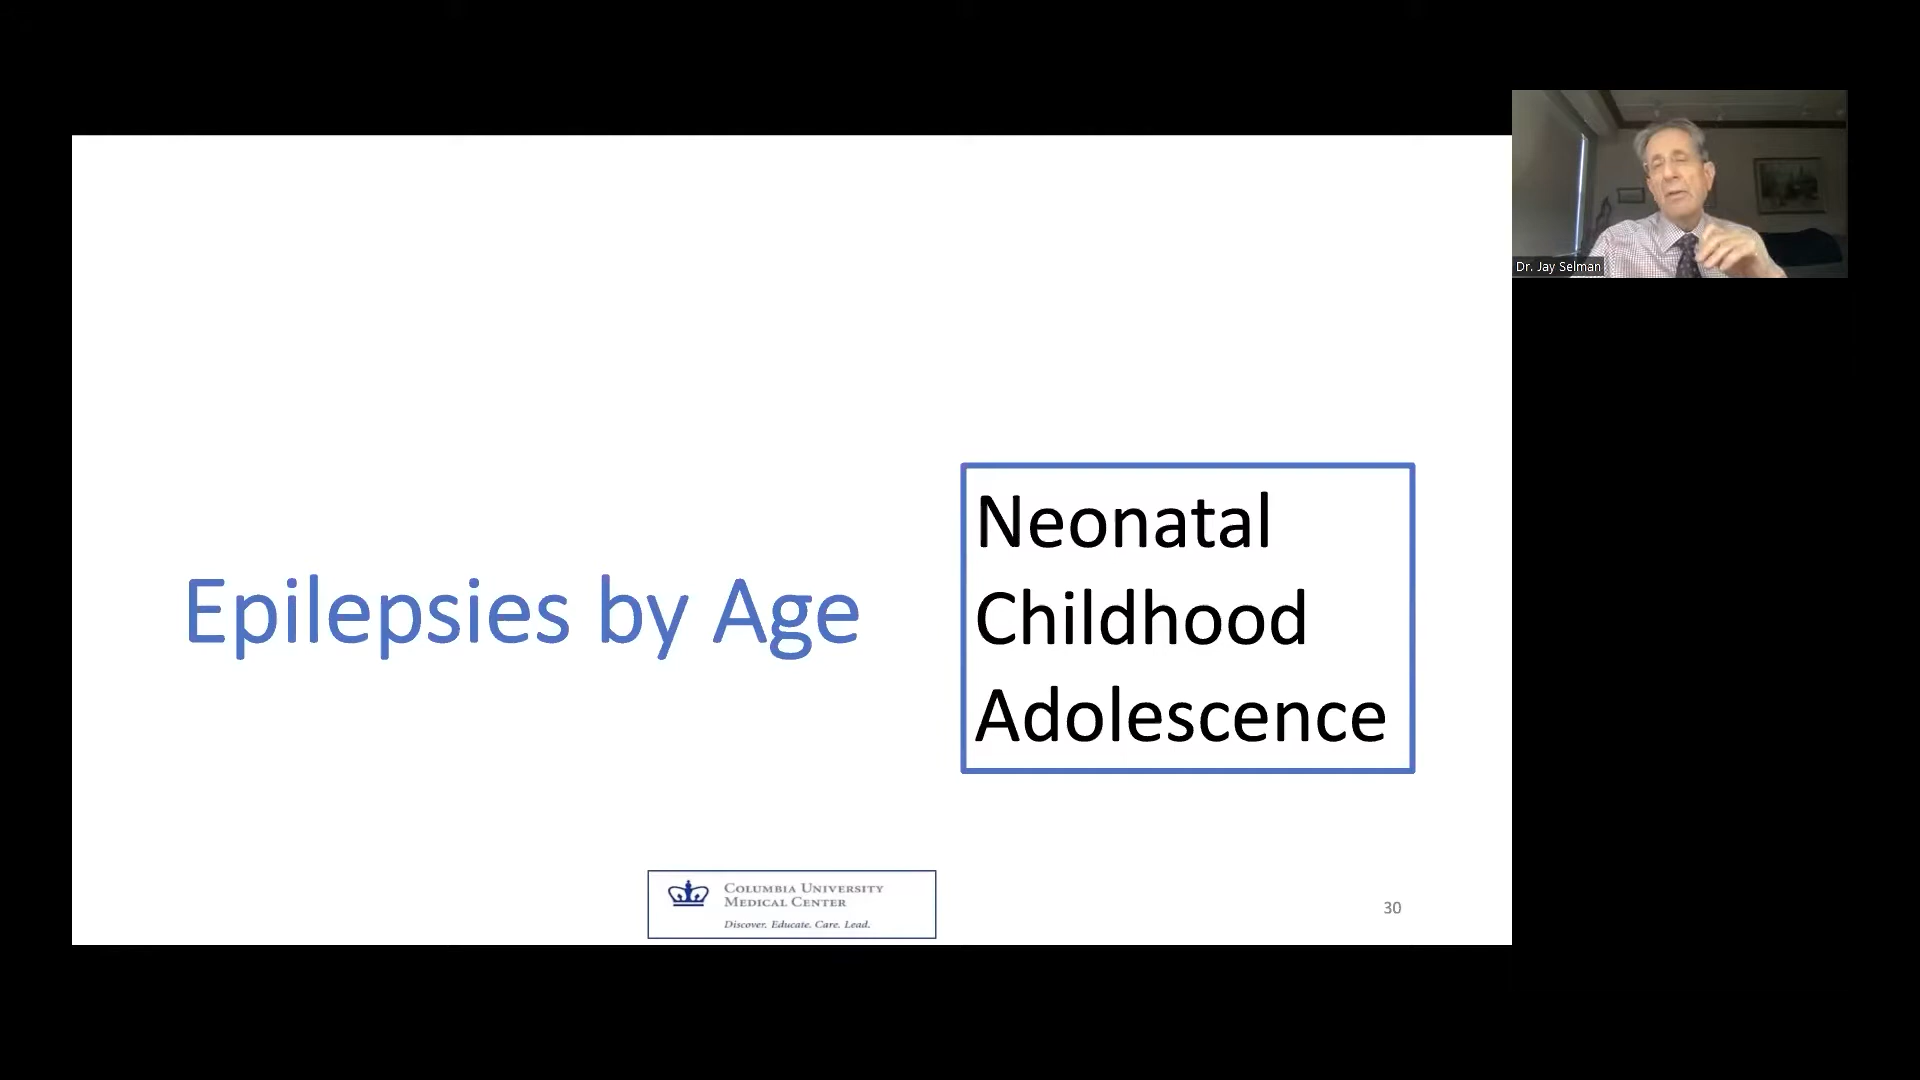 Epilepsies by Age
Neonatal
Childhood
Adolescence
COLUMBIA UNIVERSITY
MEDICAL CENTER
Discover. Educate. Care. Lead.
30
Dr. Jay Selman